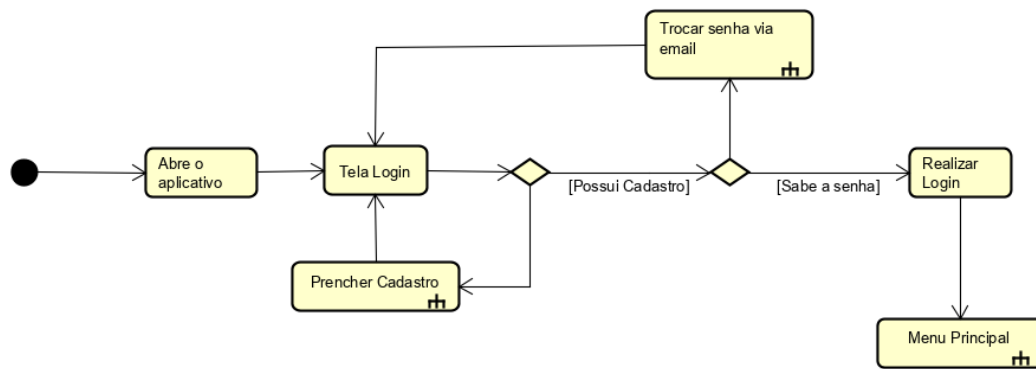 Trocar senha via
email
Abre o
aplicativo
Tela Login
[Possui Cadastro]
[Sabe a senha]
Realizar
Login
Prencher Cadastro
Menu Principal